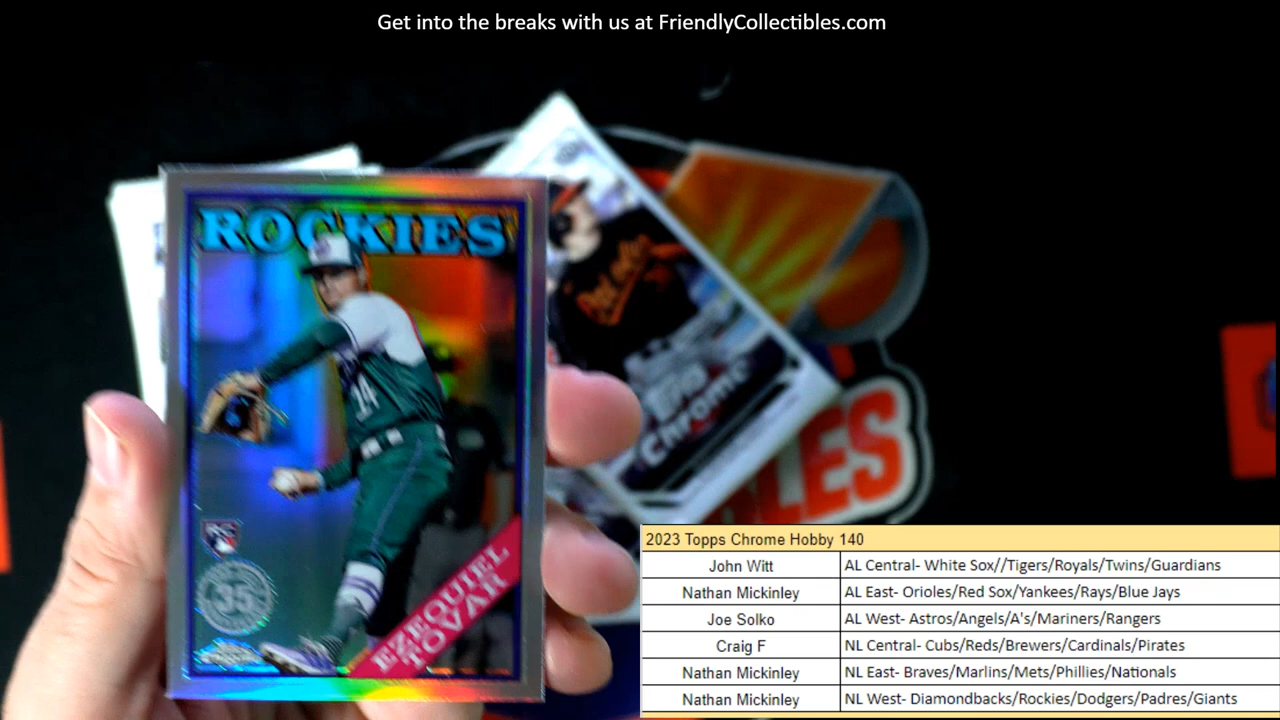 Get into the breaks with us at FriendlyCollectibles.com
ROCKIES
14
RC
35
EZEQUIEL
TOVAR
Chrome
LES
2023 Topps Chrome Hobby 140
John Witt AL Central- White Sox//Tigers/Royals/Twins/Guardians
Nathan Mickinley AL East- Orioles/Red Sox/Yankees/Rays/Blue Jays
Joe Solko AL West- Astros/Angels/A's/Mariners/Rangers
Craig F NL Central- Cubs/Reds/Brewers/Cardinals/Pirates
Nathan Mickinley NL East- Braves/Marlins/Mets/Phillies/Nationals
Nathan Mickinley NL West- Diamondbacks/Rockies/Dodgers/Padres/Giants